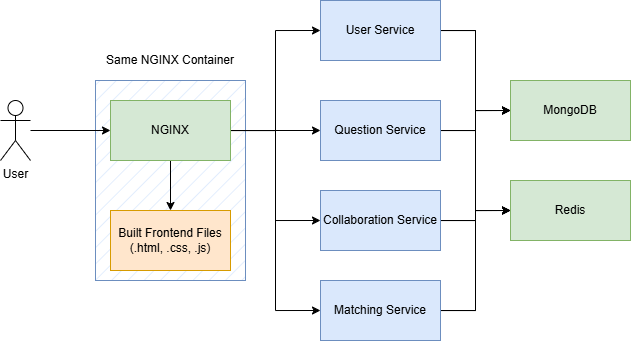 User Service
Same NGINX Container
NGINX
Question Service
MongoDB
User
Built Frontend Files
(.html, .css, .js)
Collaboration Service
Redis
Matching Service